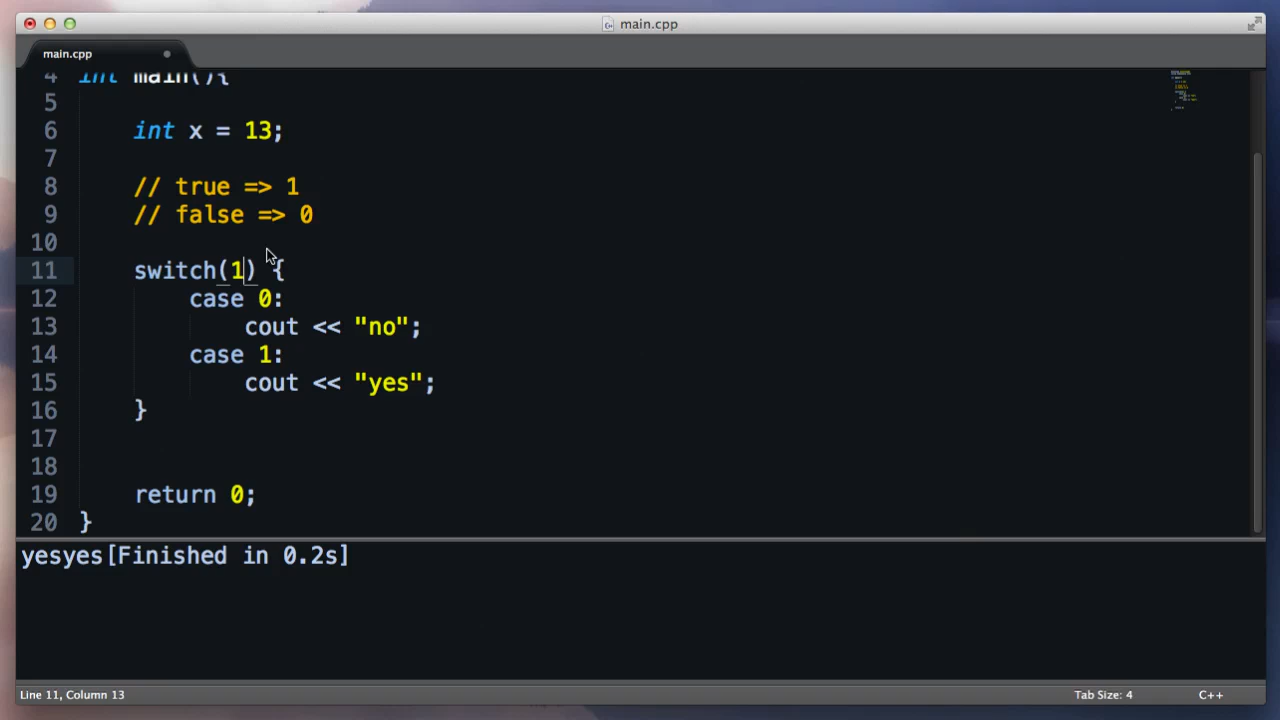 main.cpp
main.cpp
4 int main(){
5
6 int x = 13;
7
8 // true => 1
9 // false => 0
10
11 switch(1) {
12 case 0:
13 cout << "no";
14 case 1:
15 cout << "yes";
16 }
17
18
19 return 0;
20 }
yesyes[Finished in 0.2s]
Line 11, Column 13 Tab Size: 4 C++